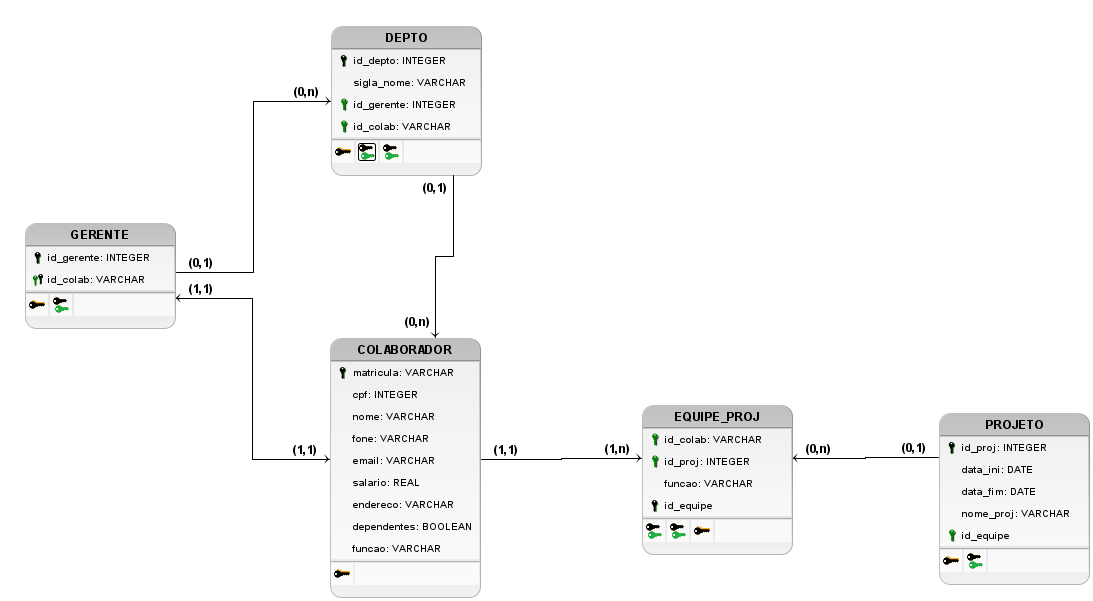 DEPTO
id_depto: INTEGER
sigla_nome: VARCHAR
id_gerente: INTEGER
id_colab: VARCHAR
(0,n)
(0,1)
GERENTE
id_gerente: INTEGER
id_colab: VARCHAR
(0,1)
(1,1)
(0,n)
COLABORADOR
matricula: VARCHAR
cpf: INTEGER
nome: VARCHAR
fone: VARCHAR
email: VARCHAR
salario: REAL
endereco: VARCHAR
dependentes: BOOLEAN
funcao: VARCHAR
(1,1)
(1,1)
(1,n)
EQUIPE_PROJ
id_colab: VARCHAR
id_proj: INTEGER
funcao: VARCHAR
id_equipe
(0,n)
(0,1)
PROJETO
id_proj: INTEGER
data_ini: DATE
data_fim: DATE
nome_proj: VARCHAR
id_equipe